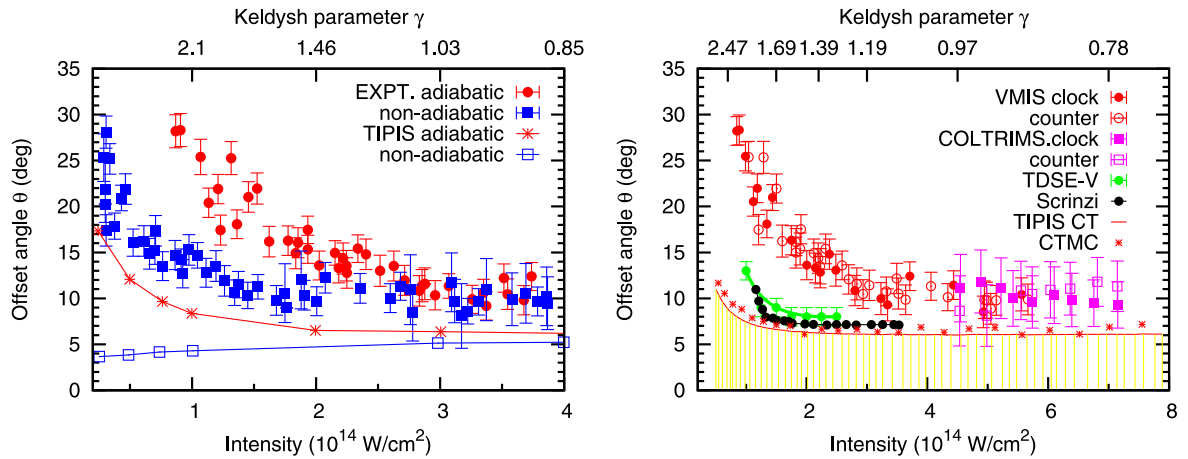 Keldysh parameter γ
2.1 1.46 1.03 0.85
35
30
25
20
15
10
5
0
Offset angle θ (deg)
EXPT. adiabatic
non-adiabatic
TIPIS adiabatic
non-adiabatic
1 2 3 4
Intensity (10¹⁴ W/cm²)
Keldysh parameter γ
2.47 1.69 1.39 1.19 0.97 0.78
35
30
25
20
15
10
5
0
Offset angle θ (deg)
VMIS clock
counter
COLTRIMS.clock
counter
TDSE-V
Scrinzi
TIPIS CT
CTMC
2 4 6 8
Intensity (10¹⁴ W/cm²)